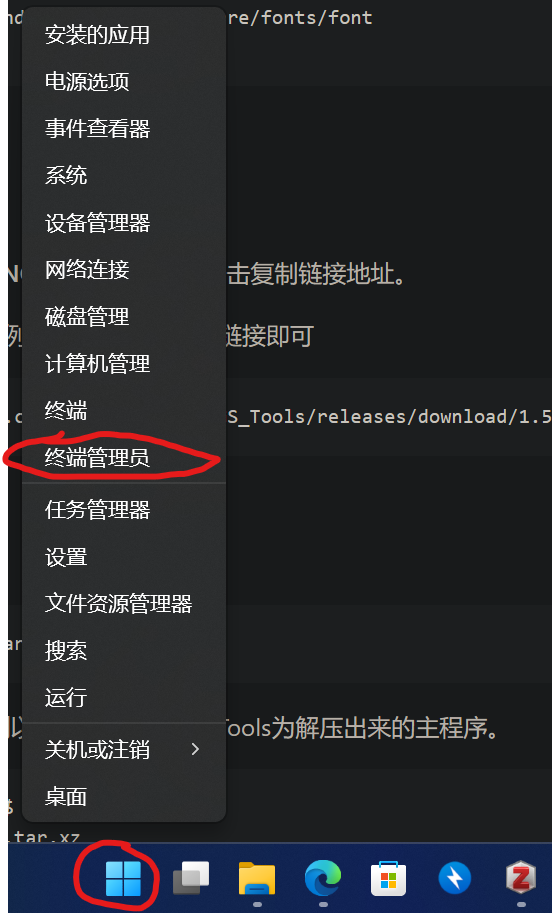 re/fonts/font
安装的应用
电源选项
事件查看器
系统
设备管理器
网络连接
击复制链接地址。
磁盘管理
列 链接即可
计算机管理
终端
S_Tools/releases/download/1.5
终端管理员
任务管理器
设置
文件资源管理器
搜索
运行
Tools为解压出来的主程序。
关机或注销
桌面
.tar.xz
Z